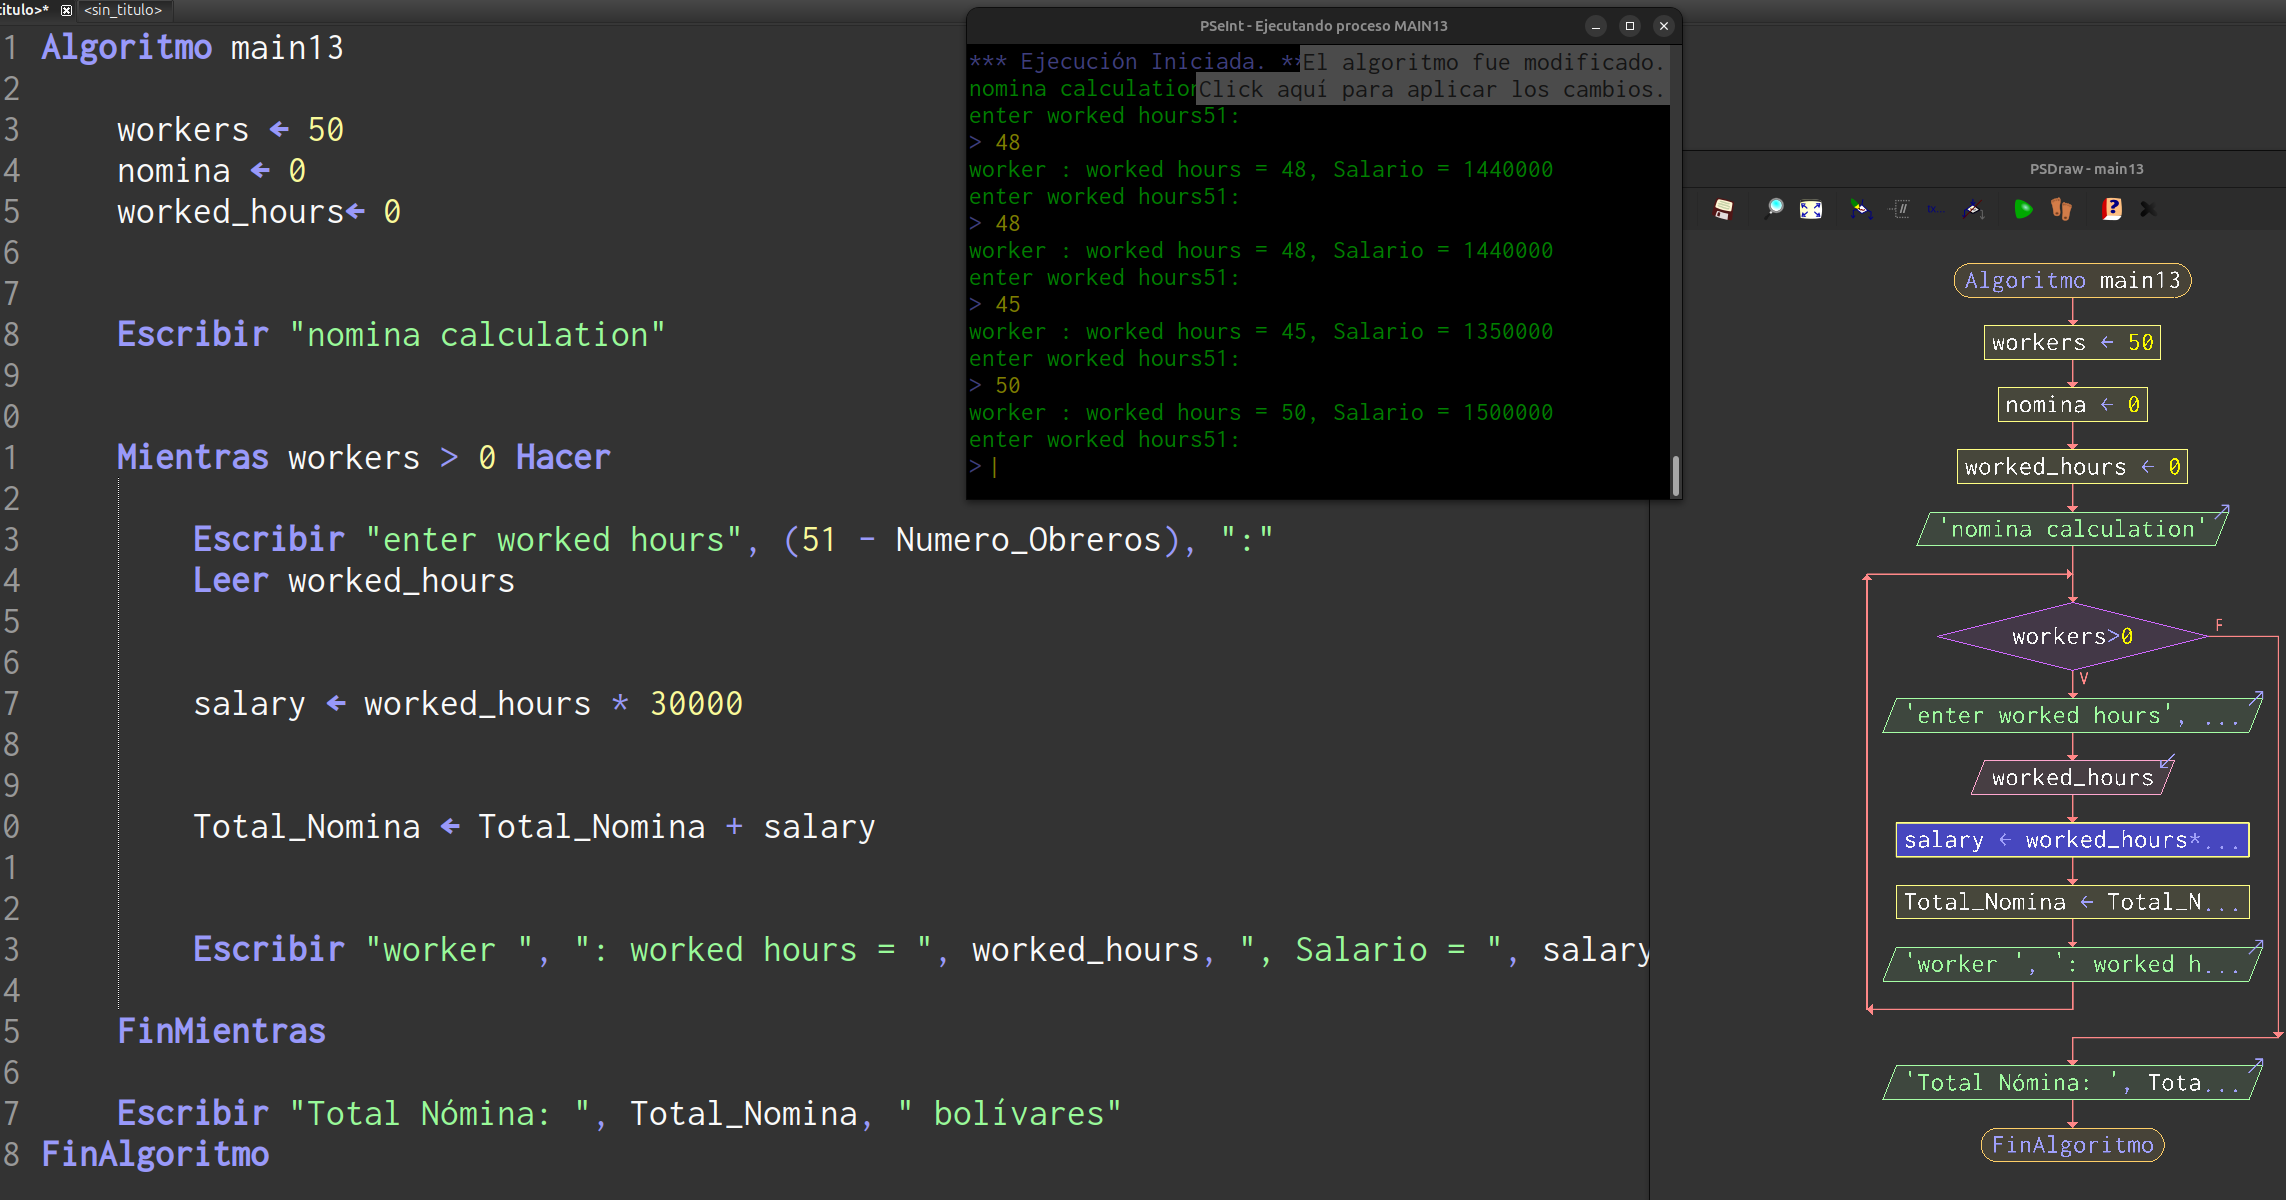 titulo>* <sin_titulo>
1 Algoritmo main13
2
3 workers ← 50
4 nomina ← 0
5 worked_hours← 0
6
7
8 Escribir "nomina calculation"
9
0
1 Mientras workers > 0 Hacer
2
3 Escribir "enter worked hours", (51 - Numero_Obreros), ":"
4 Leer worked_hours
5
6
7 salary ← worked_hours * 30000
8
9
0 Total_Nomina ← Total_Nomina + salary
1
2
3 Escribir "worker ", ": worked hours = ", worked_hours, ", Salario = ", salary
4
5 FinMientras
6
7 Escribir "Total Nómina: ", Total_Nomina, " bolívares"
8 FinAlgoritmo
PSeInt - Ejecutando proceso MAIN13
*** Ejecución Iniciada. **
El algoritmo fue modificado.
Click aquí para aplicar los cambios.
nomina calculation
enter worked hours51:
> 48
worker : worked hours = 48, Salario = 1440000
enter worked hours51:
> 48
worker : worked hours = 48, Salario = 1440000
enter worked hours51:
> 45
worker : worked hours = 45, Salario = 1350000
enter worked hours51:
> 50
worker : worked hours = 50, Salario = 1500000
enter worked hours51:
>
PSDraw - main13
Algoritmo main13
workers ← 50
nomina ← 0
worked_hours ← 0
'nomina calculation'
workers>0
F
V
'enter worked hours', ...
worked_hours
salary ← worked_hours*...
Total_Nomina ← Total_N...
'worker ', ': worked h...
'Total Nómina: ', Tota...
FinAlgoritmo